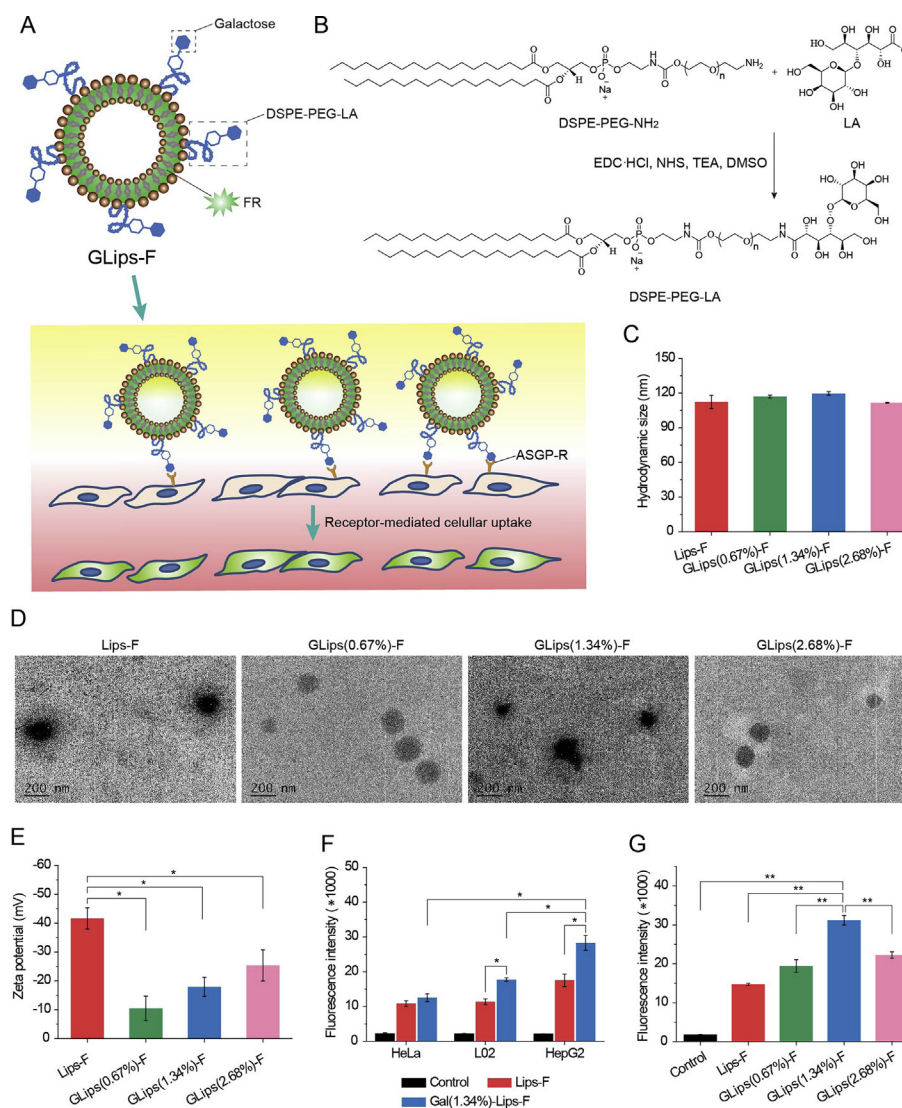 A
Galactose
DSPE-PEG-LA
FR
GLips-F
ASGP-R
Receptor-mediated celullar uptake
B
DSPE-PEG-NH2
+
LA
EDC·HCl, NHS, TEA, DMSO
DSPE-PEG-LA
C
Hydrodynamic size (nm)
150
120
90
60
30
0
Lips-F
GLips(0.67%)-F
GLips(1.34%)-F
GLips(2.68%)-F
D
Lips-F
GLips(0.67%)-F
GLips(1.34%)-F
GLips(2.68%)-F
200 nm
200 nm
200 nm
200 nm
E
Zeta potential (mV)
-60
-50
-40
-30
-20
-10
0
*
*
*
Lips-F
GLips(0.67%)-F
GLips(1.34%)-F
GLips(2.68%)-F
F
Fluorescence intensity (*1000)
50
40
30
20
10
0
*
*
*
*
HeLa
L02
HepG2
Control
Lips-F
Gal(1.34%)-Lips-F
G
Fluorescence intensity (*1000)
40
30
20
10
0
**
**
**
**
Control
Lips-F
GLips(0.67%)-F
GLips(1.34%)-F
GLips(2.68%)-F